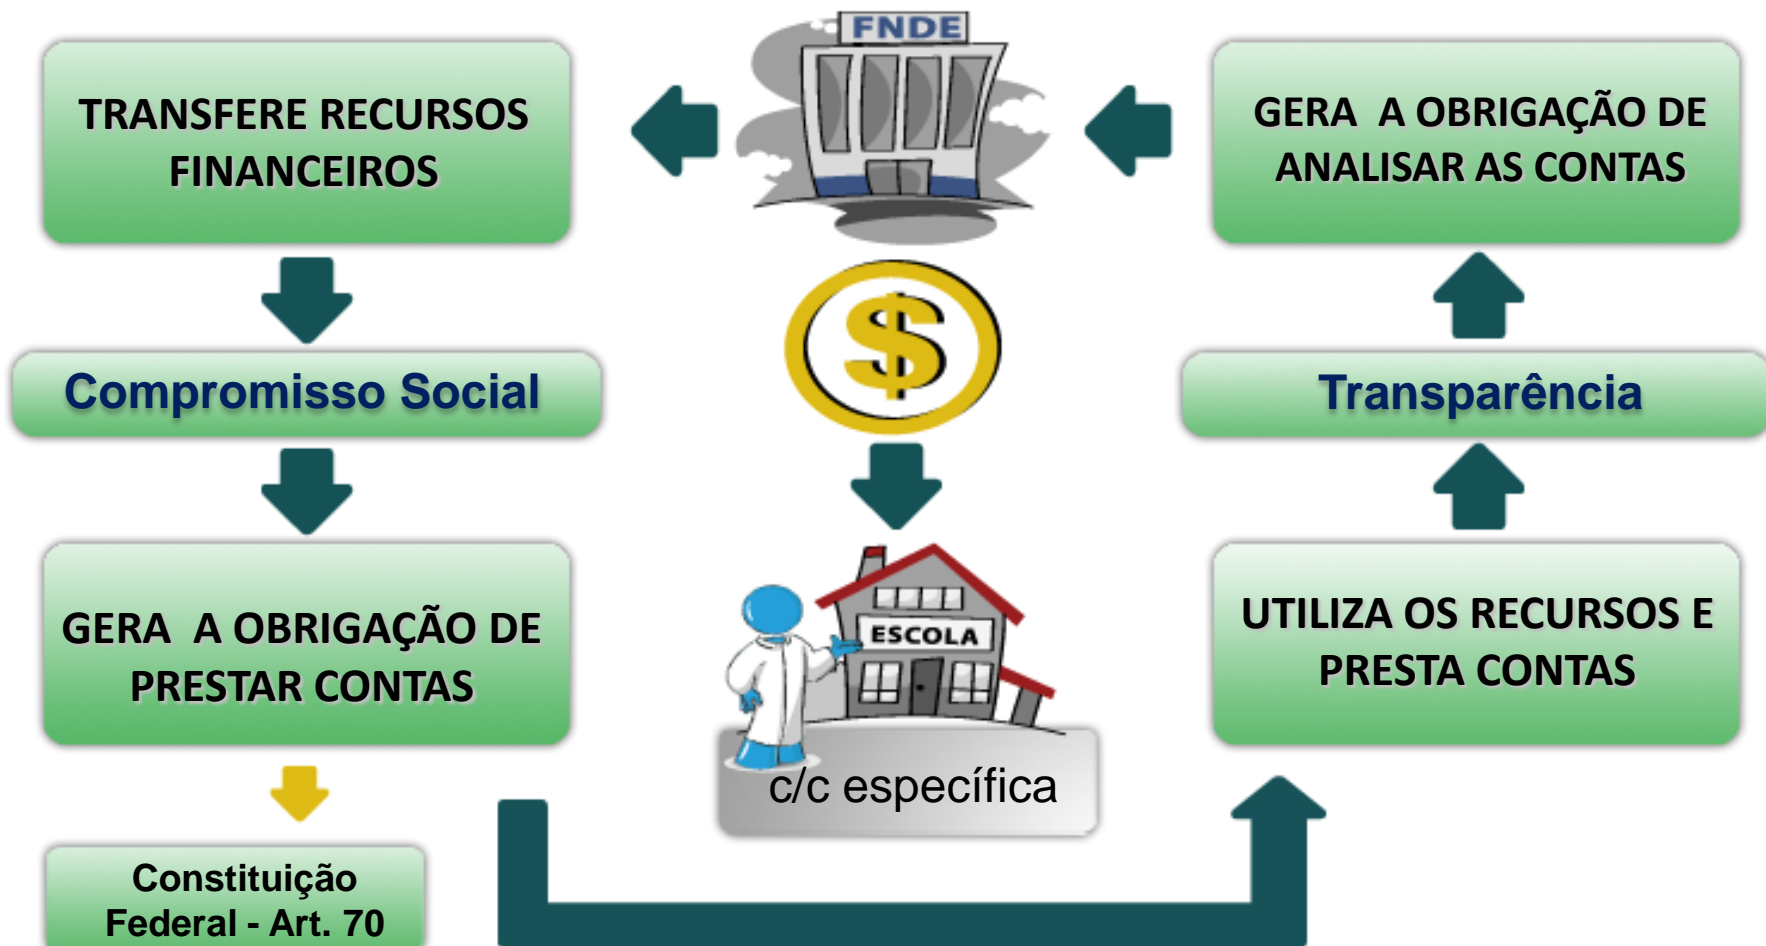 FNDE
TRANSFERE RECURSOS
FINANCEIROS
GERA A OBRIGAÇÃO DE
ANALISAR AS CONTAS
$
Compromisso Social
Transparência
GERA A OBRIGAÇÃO DE
PRESTAR CONTAS
ESCOLA
c/c específica
UTILIZA OS RECURSOS E
PRESTA CONTAS
Constituição
Federal - Art. 70